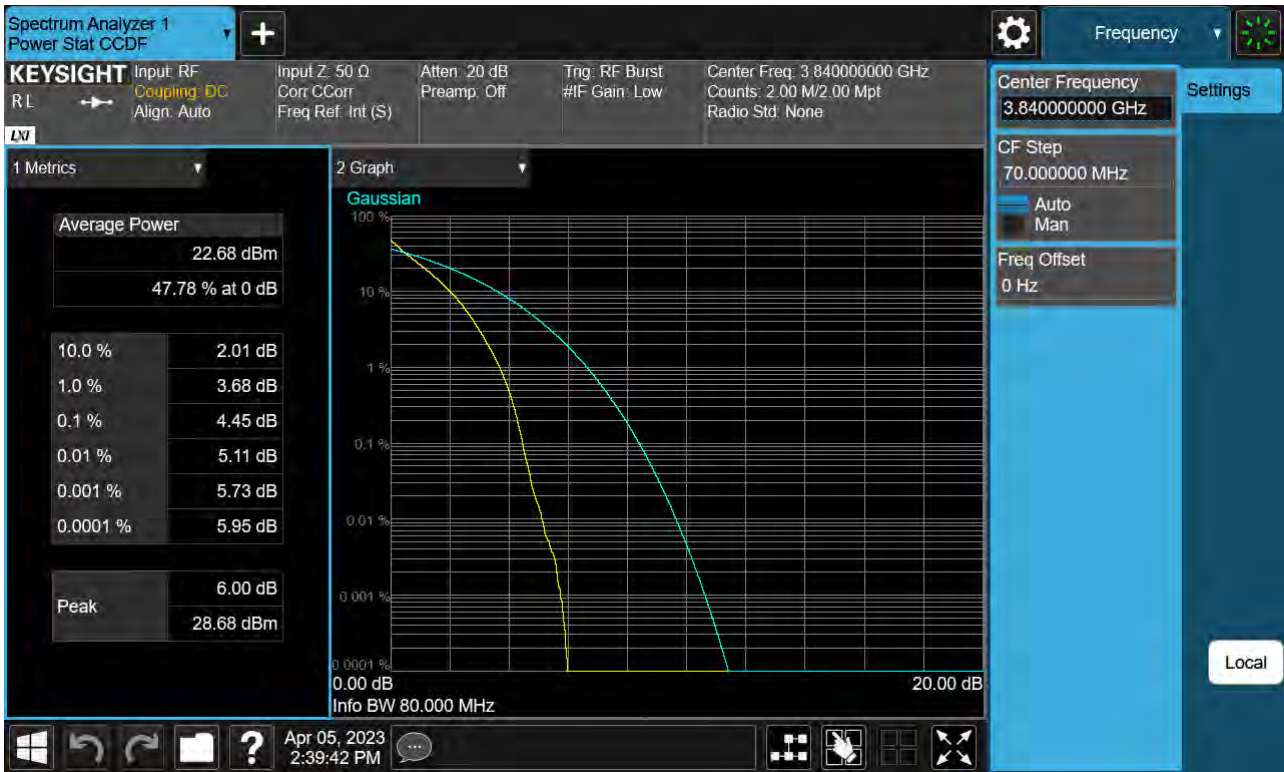 Spectrum Analyzer 1
Power Stat CCDF
Frequency
KEYSIGHT
RL
LXI
Input: RF
Coupling: DC
Align: Auto
Input Z: 50 Ω
Corr CCorr
Freq Ref: Int (S)
Atten: 20 dB
Preamp: Off
Trig: RF Burst
#IF Gain: Low
Center Freq: 3.840000000 GHz
Counts: 2.00 M/2.00 Mpt
Radio Std: None
Center Frequency
3.840000000 GHz
Settings
CF Step
70.000000 MHz
Auto
Man
Freq Offset
0 Hz
1 Metrics
Average Power
22.68 dBm
47.78 % at 0 dB
10.0 % 2.01 dB
1.0 % 3.68 dB
0.1 % 4.45 dB
0.01 % 5.11 dB
0.001 % 5.73 dB
0.0001 % 5.95 dB
Peak
6.00 dB
28.68 dBm
2 Graph
Gaussian
100 %
10 %
1 %
0.1 %
0.01 %
0.001 %
0.0001 %
0.00 dB 20.00 dB
Info BW 80.000 MHz
Local
?
Apr 05, 2023
2:39:42 PM